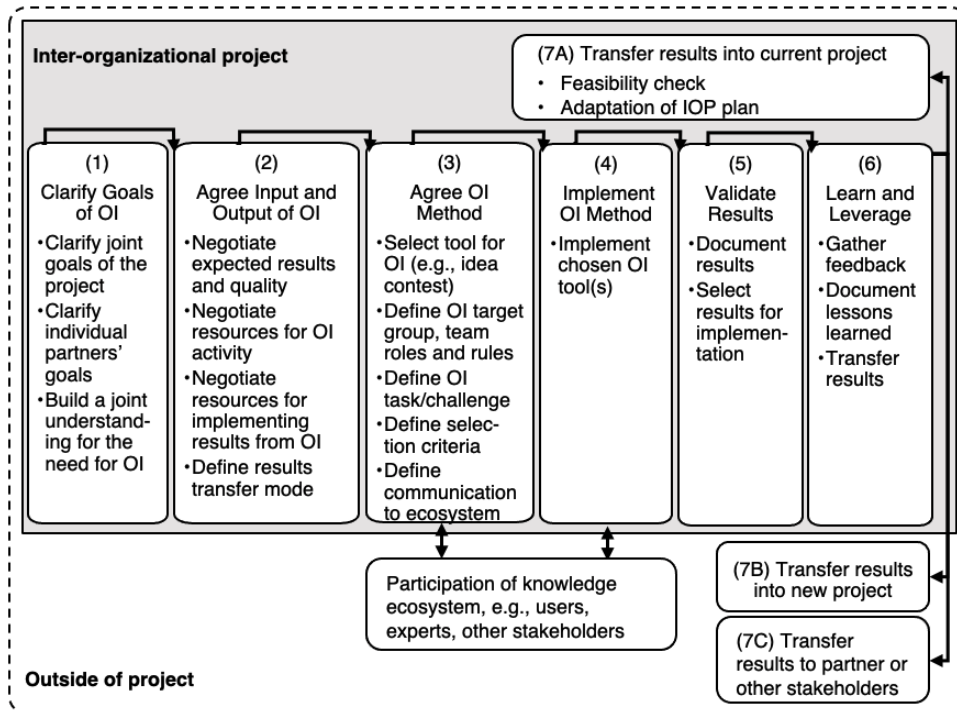 Inter-organizational project
(7A) Transfer results into current project
• Feasibility check
• Adaptation of IOP plan
(1)
Clarify Goals
of OI
•Clarify joint
goals of the
project
•Clarify
individual
partners'
goals
•Build a joint
understand-
ing for the
need for OI
(2)
Agree Input and
Output of OI
•Negotiate
expected results
and quality
•Negotiate
resources for OI
activity
•Negotiate
resources for
implementing
results from OI
•Define results
transfer mode
(3)
Agree OI
Method
•Select tool for
OI (e.g., idea
contest)
•Define OI target
group, team
roles and rules
•Define OI
task/challenge
•Define selec-
tion criteria
•Define
communication
to ecosystem
(4)
Implement
OI Method
•Implement
chosen OI
tool(s)
(5)
Validate
Results
•Document
results
•Select
results for
implemen-
tation
(6)
Learn and
Leverage
•Gather
feedback
•Document
lessons
learned
•Transfer
results
Participation of knowledge
ecosystem, e.g., users,
experts, other stakeholders
(7B) Transfer results
into new project
(7C) Transfer
results to partner or
other stakeholders
Outside of project